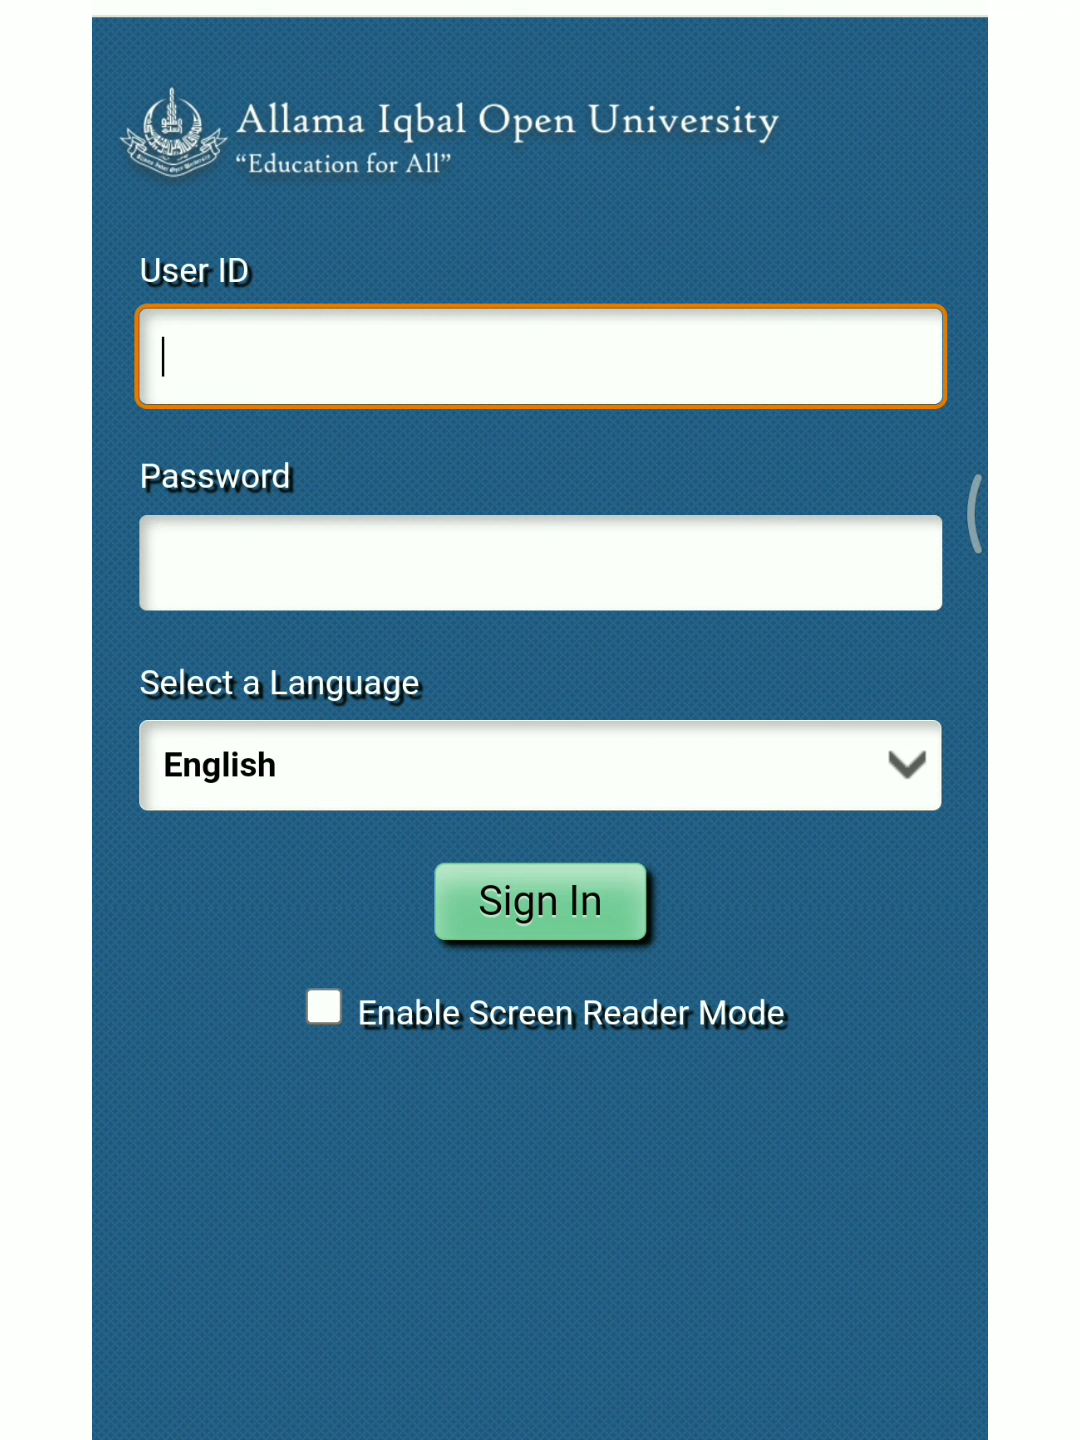 Allama Iqbal Open University
“Education for All”
User ID
Password
Select a Language
English
Sign In
Enable Screen Reader Mode